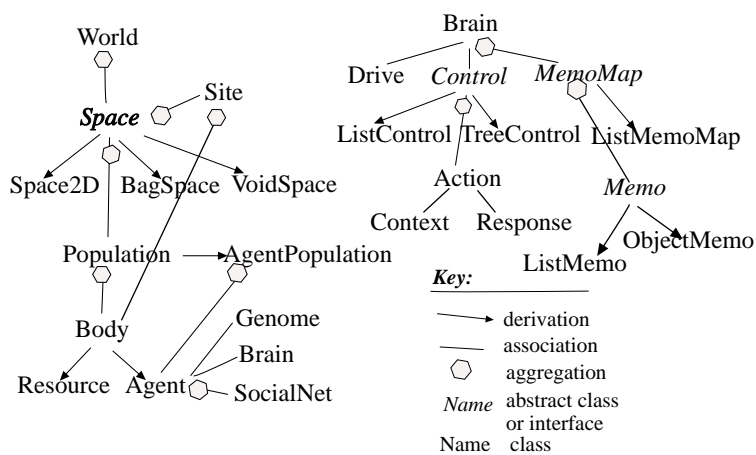 World
Site
Space
Space2D BagSpace VoidSpace
Population AgentPopulation
Body
Resource Agent
Genome
Brain
SocialNet
Brain
Drive Control MemoMap
ListControl TreeControl ListMemoMap
Action Memo
Context Response
ObjectMemo
ListMemo
Key:
derivation
association
aggregation
Name abstract class
or interface
Name class